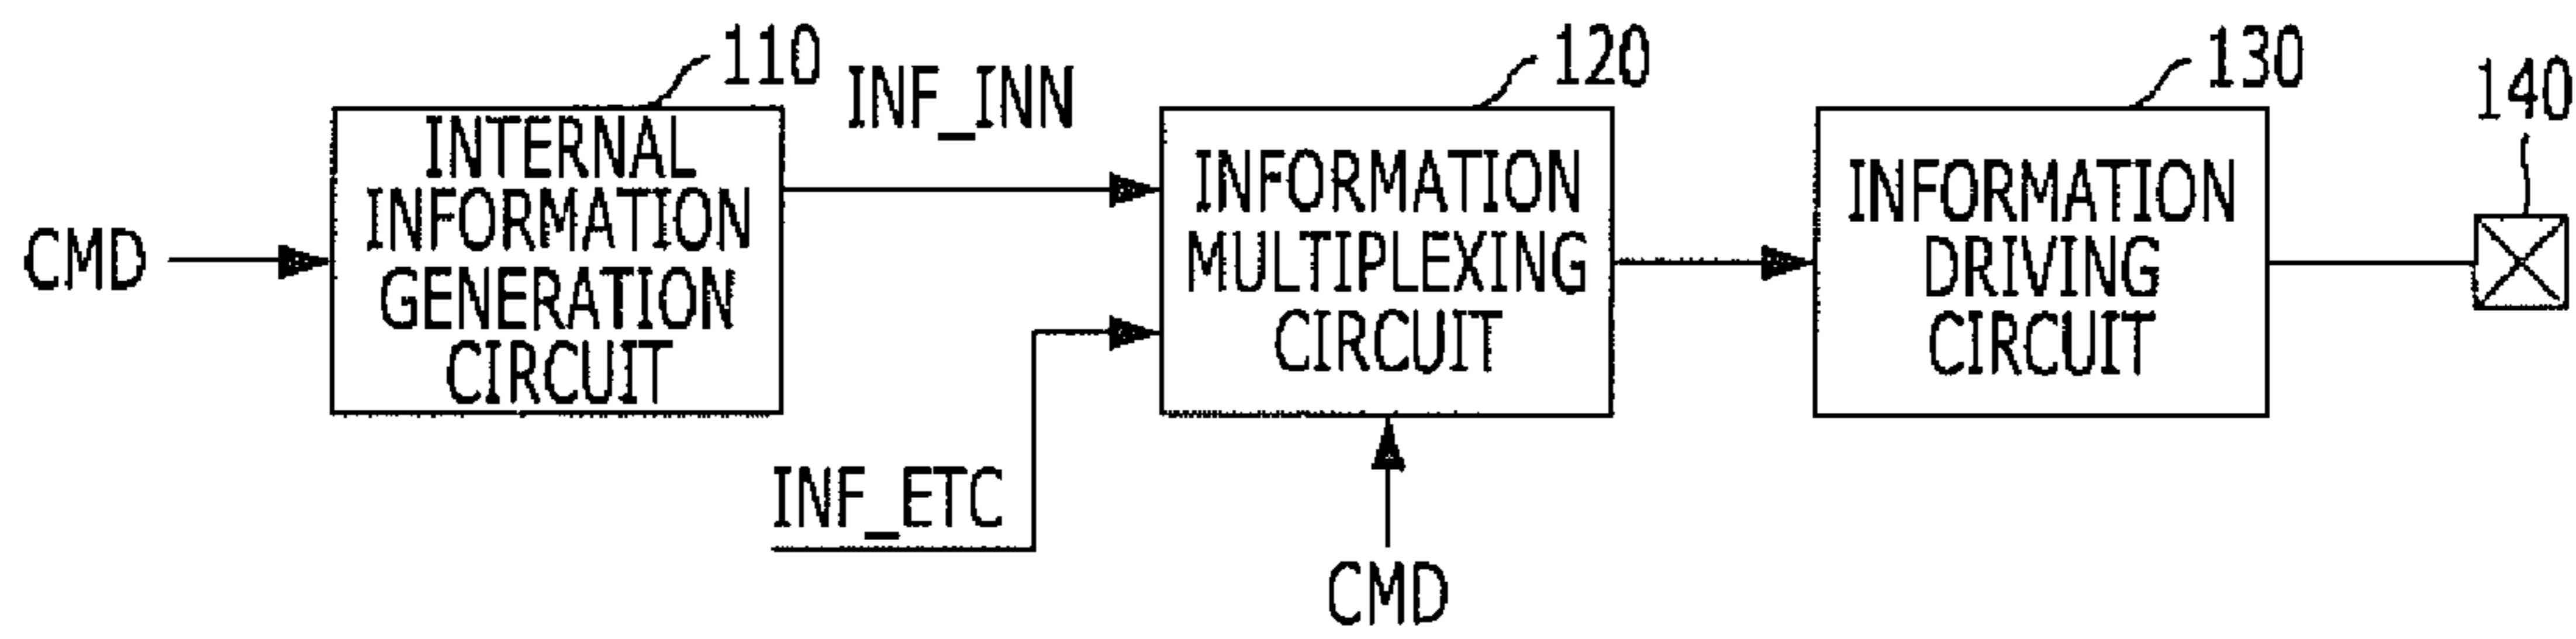 110
INF_INN
120
130
140
CMD
INTERNAL
INFORMATION
GENERATION
CIRCUIT
INFORMATION
MULTIPLEXING
CIRCUIT
INFORMATION
DRIVING
CIRCUIT
INF_ETC
CMD